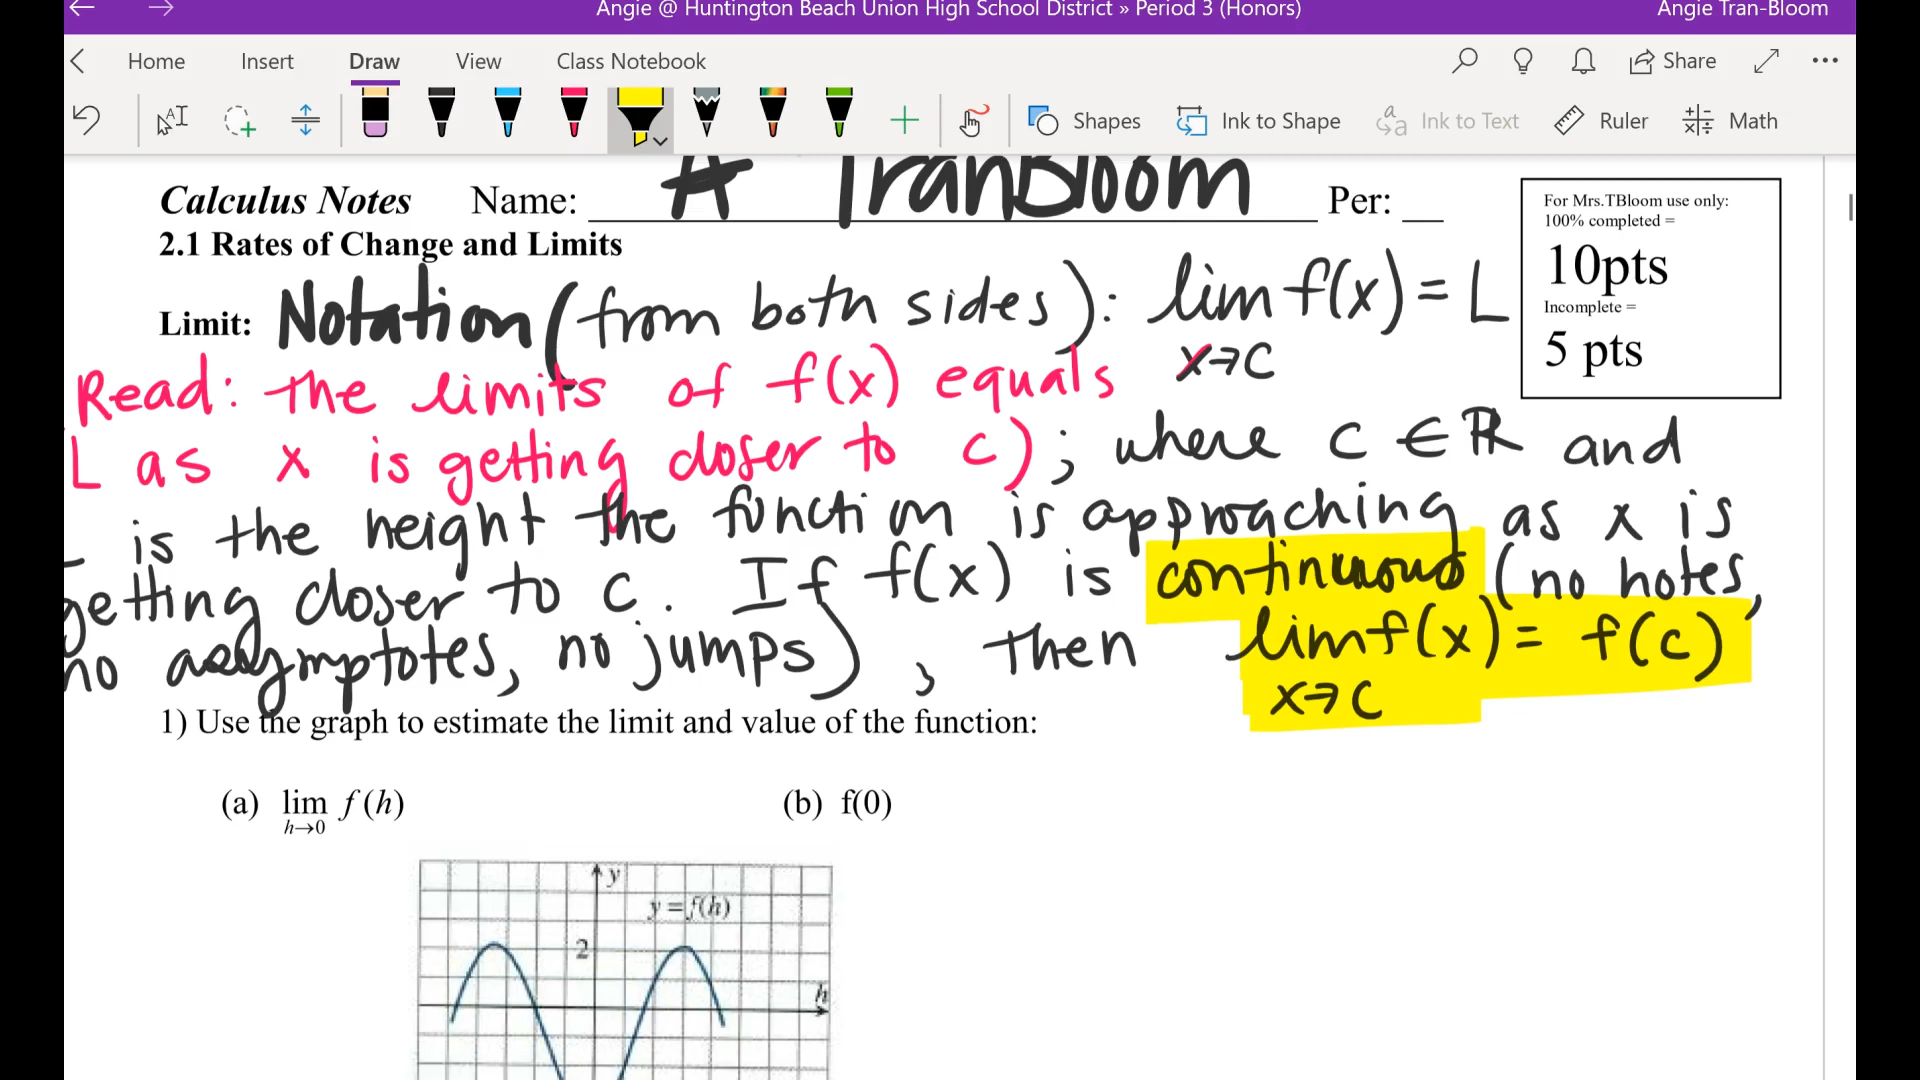 Angie @ Huntington Beach Union High School District » Period 3 (Honors)
Angie Tran-Bloom
Home Insert Draw View Class Notebook Share
Shapes Ink to Shape Ink to Text Ruler Math
A TranBloom
Calculus Notes Name: Per:
2.1 Rates of Change and Limits
For Mrs.TBloom use only:
100% completed =
10pts
Incomplete =
5 pts
Limit: Notation (from both sides): lim f(x) = L
x→c
Read: the limits of f(x) equals
L as x is getting closer to c); where c ∈ ℝ and
is the height the function is approaching as x is
getting closer to c. If f(x) is continuous (no holes,
no asymptotes, no jumps), then lim f(x) = f(c)
x→c
1) Use the graph to estimate the limit and value of the function:
(a) lim f(h) (b) f(0)
h→0
y
y = f(h)
2
h